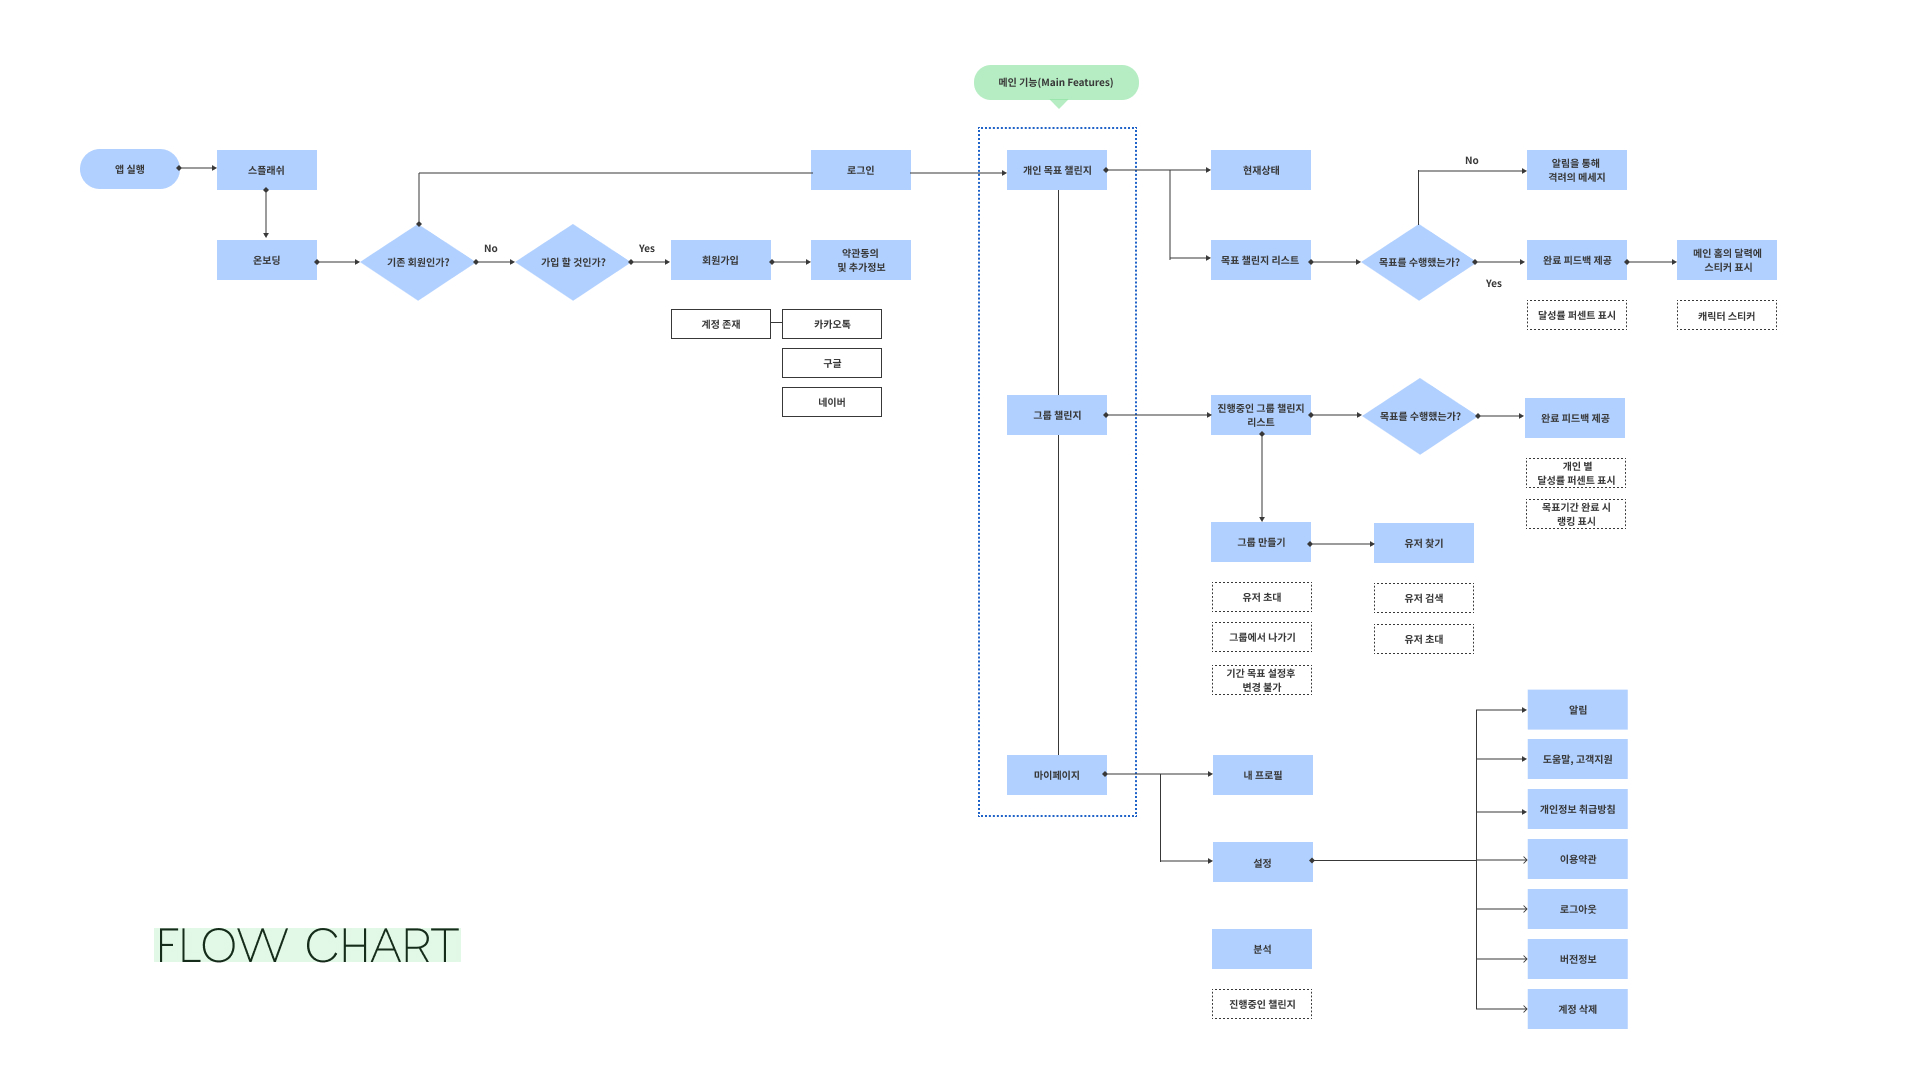 메인 기능(Main Features)
앱 실행
스플래쉬
로그인
개인 목표 챌린지
현재상태
No
알림을 통해
격려의 메세지
온보딩
기존 회원인가?
No
가입 할 것인가?
Yes
회원가입
약관동의
및 추가정보
목표 챌린지 리스트
목표를 수행했는가?
Yes
완료 피드백 제공
메인 홈의 달력에
스티커 표시
계정 존재
카카오톡
구글
네이버
달성률 퍼센트 표시
캐릭터 스티커
그룹 챌린지
진행중인 그룹 챌린지
리스트
목표를 수행했는가?
완료 피드백 제공
개인 별
달성률 퍼센트 표시
목표기간 완료 시
랭킹 표시
그룹 만들기
유저 찾기
유저 초대
그룹에서 나가기
기간 목표 설정후
변경 불가
유저 검색
유저 초대
마이페이지
내 프로필
설정
알림
도움말, 고객지원
개인정보 취급방침
이용약관
로그아웃
버전정보
계정 삭제
분석
진행중인 챌린지
FLOW CHART